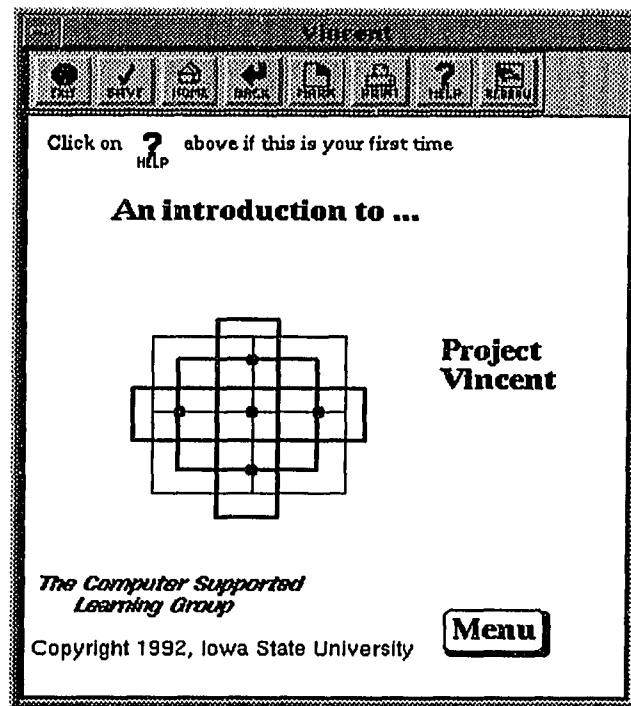 Vincent
EXIT SAVE HOME BACK MARK PRINT HELP
Click on ? HELP above if this is your first time
An introduction to ...
Project
Vincent
The Computer Supported
Learning Group
Menu
Copyright 1992, Iowa State University